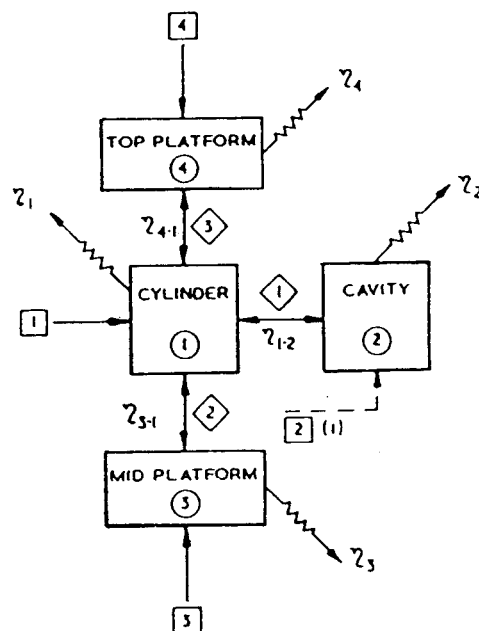 4
η4
TOP PLATFORM
4
η1
η4-1
3
η2
CYLINDER
1
CAVITY
1
1
η1-2
2
η3-1
2
2 (1)
MID PLATFORM
3
η3
3